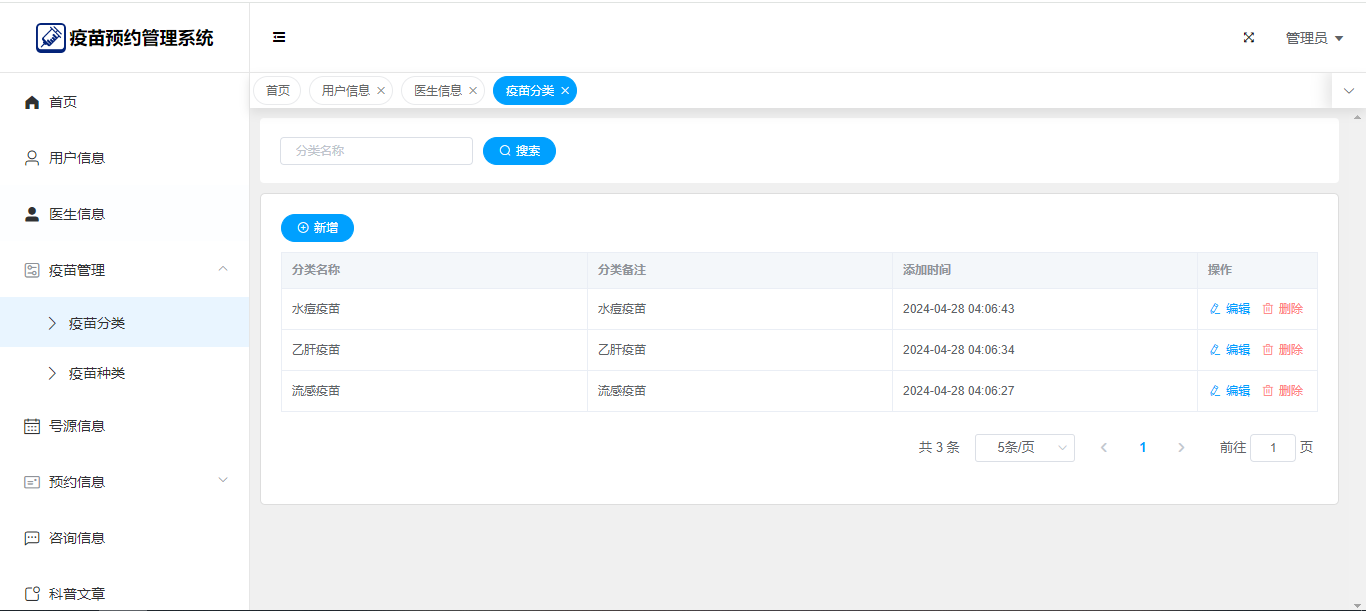 疫苗预约管理系统
管理员
首页
用户信息
医生信息
疫苗管理
疫苗分类
疫苗种类
号源信息
预约信息
咨询信息
科普文章
首页 用户信息 医生信息 疫苗分类
分类名称 搜索
新增
分类名称 分类备注 添加时间 操作
水痘疫苗 水痘疫苗 2024-04-28 04:06:43 编辑 删除
乙肝疫苗 乙肝疫苗 2024-04-28 04:06:34 编辑 删除
流感疫苗 流感疫苗 2024-04-28 04:06:27 编辑 删除
共 3 条 5条/页 1 前往 1 页